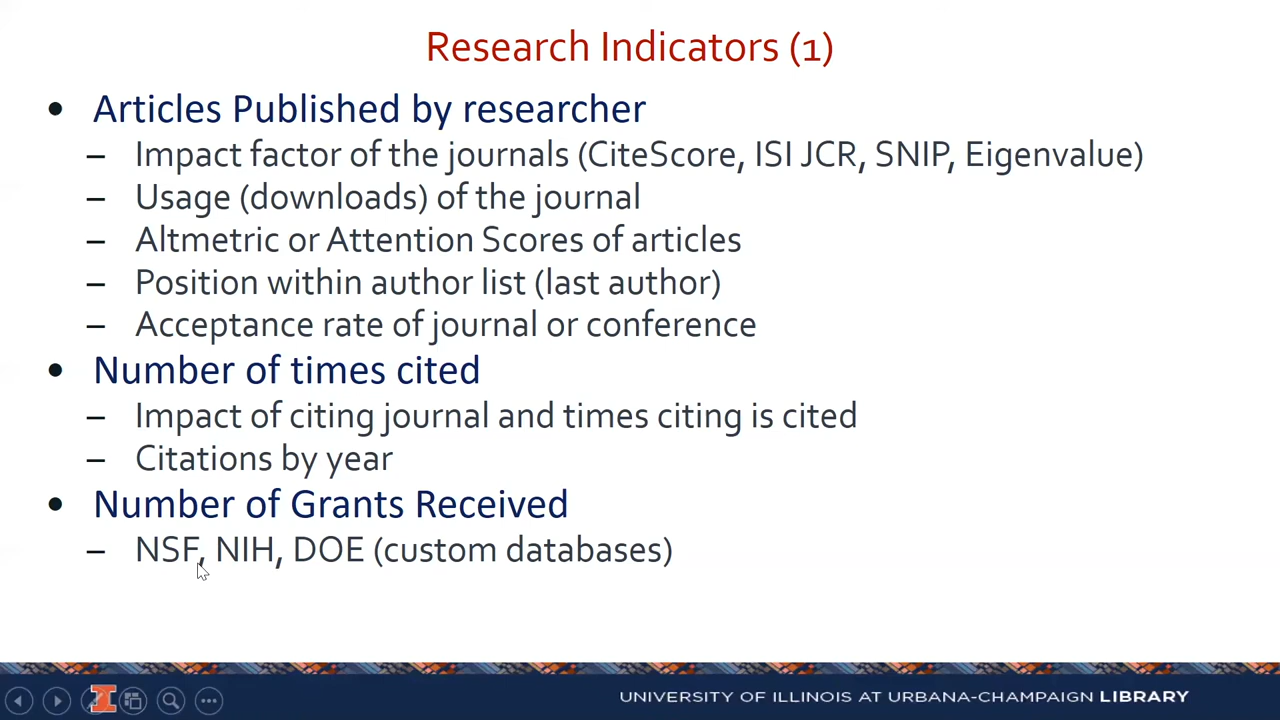 Research Indicators (1)
• Articles Published by researcher
– Impact factor of the journals (CiteScore, ISI JCR, SNIP, Eigenvalue)
– Usage (downloads) of the journal
– Altmetric or Attention Scores of articles
– Position within author list (last author)
– Acceptance rate of journal or conference
• Number of times cited
– Impact of citing journal and times citing is cited
– Citations by year
• Number of Grants Received
– NSF, NIH, DOE (custom databases)
UNIVERSITY OF ILLINOIS AT URBANA-CHAMPAIGN LIBRARY